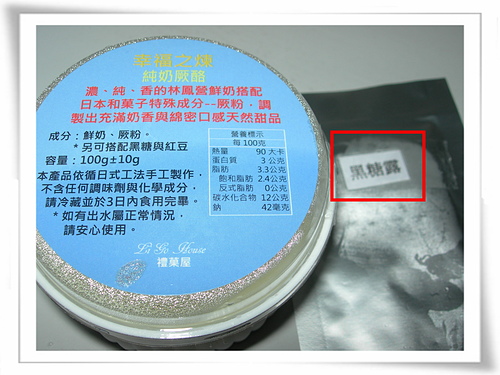 幸福之煉
純奶厥酪
濃、純、香的林鳳營鮮奶搭配
日本和菓子特殊成分--厥粉，調
製出充滿奶香與綿密口感天然甜品
成分：鮮奶、厥粉。
*另可搭配黑糖與紅豆
容量：100g±10g
本產品依循日式工法手工製作，
不含任何調味劑與化學成分，
請冷藏並於3日內食用完畢。
*如有出水屬正常情況，
請安心使用。
營養標示
每 100克
熱量 90 大卡
蛋白質 3 公克
脂肪 3.3公克
飽和脂肪 2.4公克
反式脂肪 0公克
碳水化合物 12公克
鈉 42毫克
Li Go House
禮菓屋
黑糖露